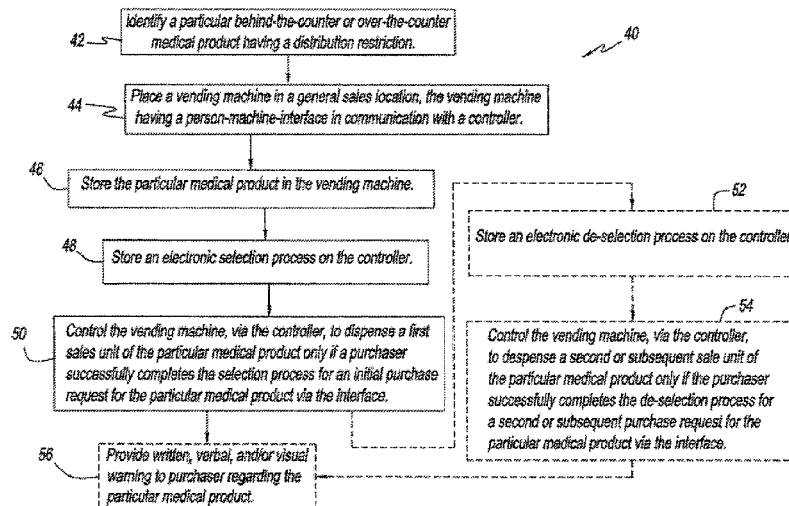 Identify a particular behind-the-counter or over-the-counter
medical product having a distribution restriction.
42
40
Place a vending machine in a general sales location, the vending machine
having a person-machine-interface in communication with a controller.
44
46
Store the particular medical product in the vending machine.
48
Store an electronic selection process on the controller.
52
Store an electronic de-selection process on the controller.
50
Control the vending machine, via the controller, to dispense a first
sales unit of the particular medical product only if a purchaser
successfully completes the selection process for an initial purchase
request for the particular medical product via the interface.
54
Control the vending machine, via the controller,
to despense a second or subsequent sale unit of
the particular medical product only if the purchaser
successfully completes the de-selection process for
a second or subsequent purchase request for the
particular medical product via the interface.
56
Provide written, verbal, and/or visual
warning to purchaser regarding the
particular medical product.